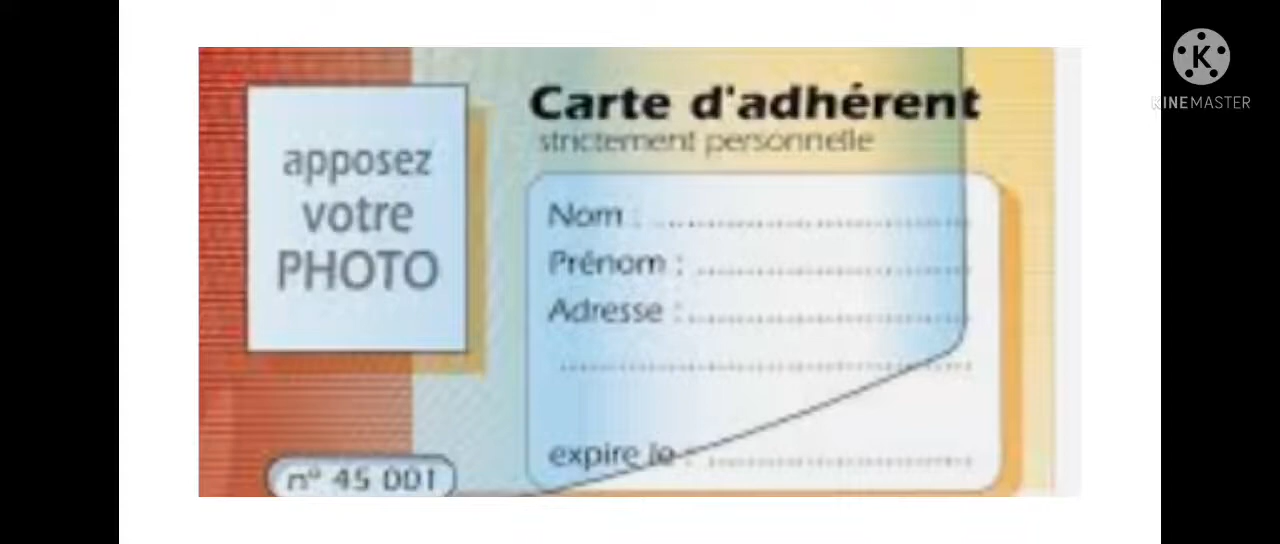 Carte d'adhérent
strictement personnelle
apposez
votre
PHOTO
Nom :
Prénom :
Adresse :
expire le :
n° 45 001
K
KINEMASTER